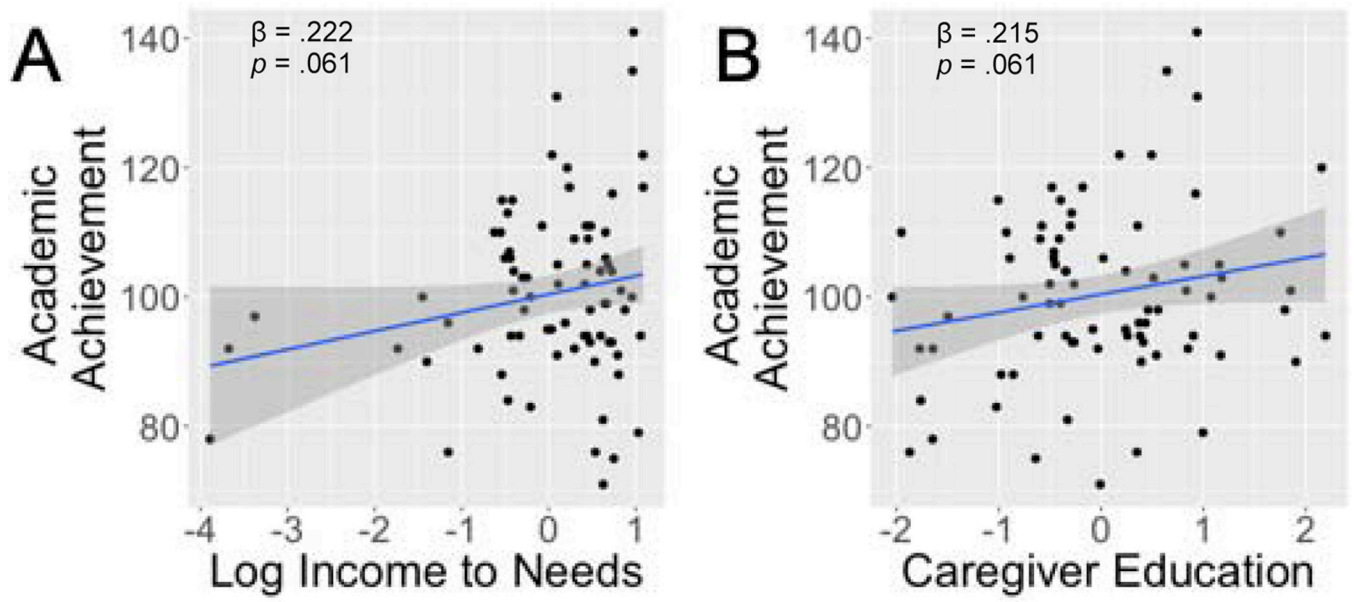 A
β = .222
p = .061
Academic
Achievement
140
120
100
80
-4 -3 -2 -1 0 1
Log Income to Needs
B
β = .215
p = .061
Academic
Achievement
140
120
100
80
-2 -1 0 1 2
Caregiver Education